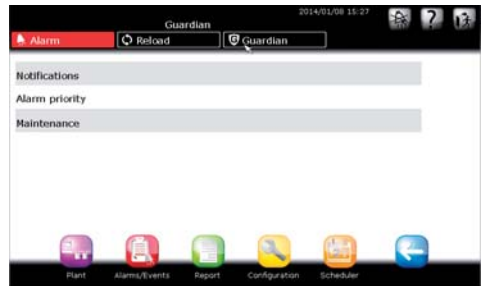 2014/01/08 15:27
Guardian
Alarm
Reload
Guardian
?
Notifications
Alarm priority
Maintenance
Plant
Alarms/Events
Report
Configuration
Scheduler